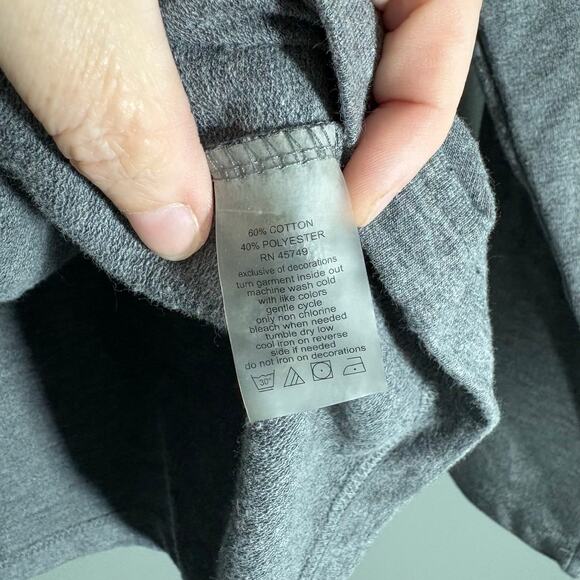 60% COTTON
40% POLYESTER
RN 45749
exclusive of decorations
turn garment inside out
machine wash cold
with like colors
gentle cycle
only non chlorine
bleach when needed
tumble dry low
cool iron on reverse
side if needed
do not iron on decorations
30°